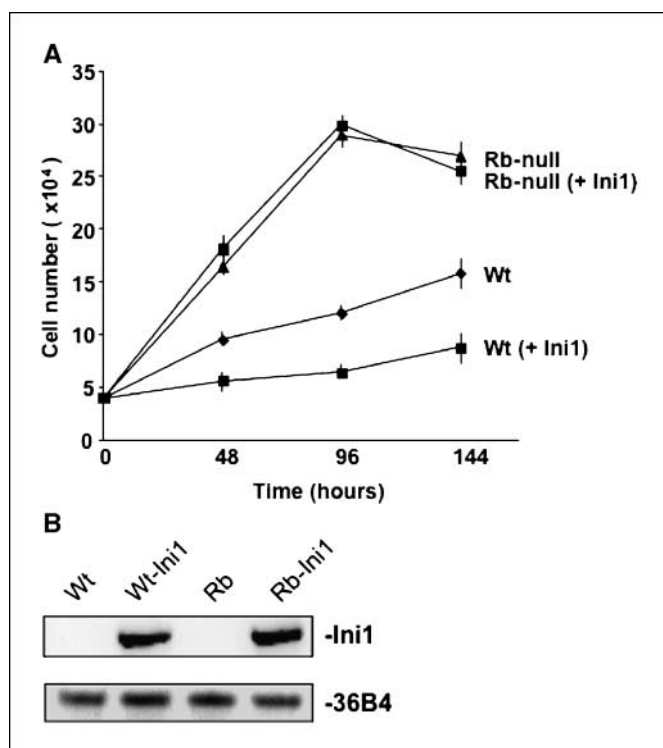 A
35
30
25
20
15
10
5
0
Cell number ( x10⁴)
Rb-null
Rb-null (+ Ini1)
Wt
Wt (+ Ini1)
0 48 96 144
Time (hours)
B
Wt Wt-Ini1 Rb Rb-Ini1
-Ini1
-36B4